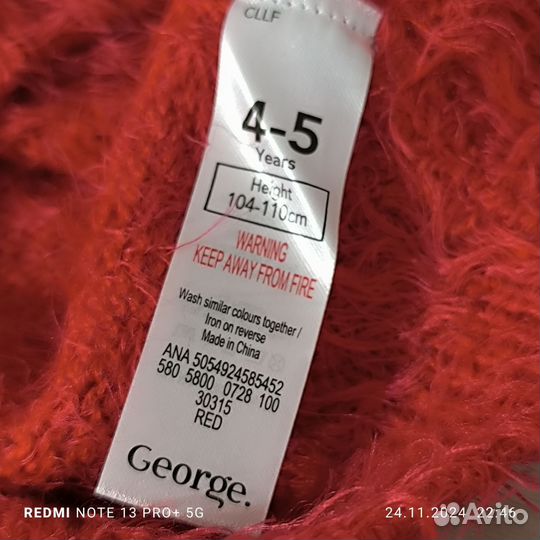 CLLF
4-5
Years
Height
104-110cm
WARNING
KEEP AWAY FROM FIRE
Wash similar colours together /
Iron on reverse
Made in China
ANA 5054924585452
580 5800 0728 100
30315
RED
George.
REDMI NOTE 13 PRO+ 5G
24.11.2024 22:46
Avito